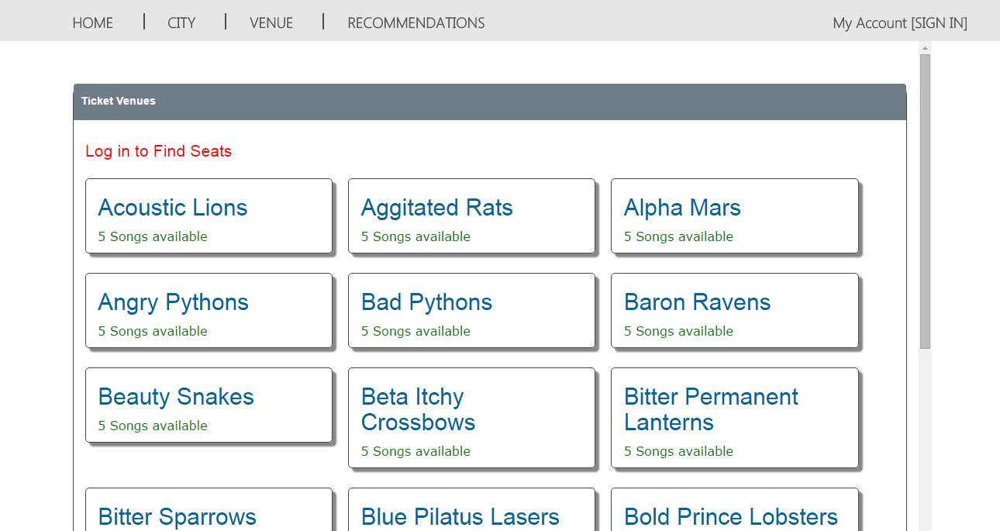 HOME | CITY | VENUE | RECOMMENDATIONS My Account [SIGN IN]
Ticket Venues
Log in to Find Seats
Acoustic Lions
5 Songs available
Aggitated Rats
5 Songs available
Alpha Mars
5 Songs available
Angry Pythons
5 Songs available
Bad Pythons
5 Songs available
Baron Ravens
5 Songs available
Beauty Snakes
5 Songs available
Beta Itchy
Crossbows
5 Songs available
Bitter Permanent
Lanterns
5 Songs available
Bitter Sparrows
Blue Pilatus Lasers
Bold Prince Lobsters